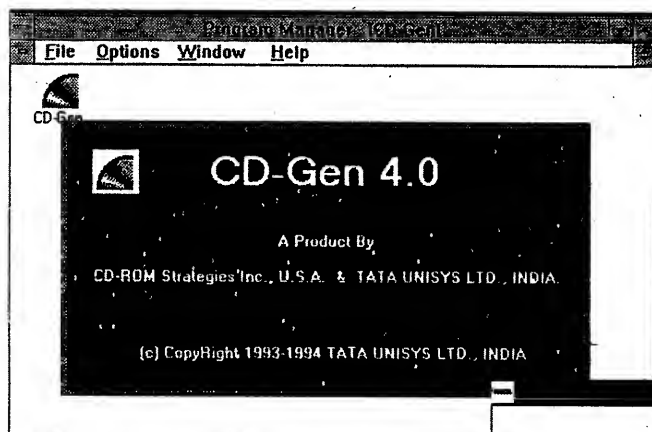 Program Manager - [CD-Gen]
File Options Window Help
CD-Gen
CD-Gen 4.0
A Product By
CD-ROM Strategies Inc., U.S.A. & TATA UNISYS LTD., INDIA.
(c) CopyRight 1993-1994 TATA UNISYS LTD., INDIA